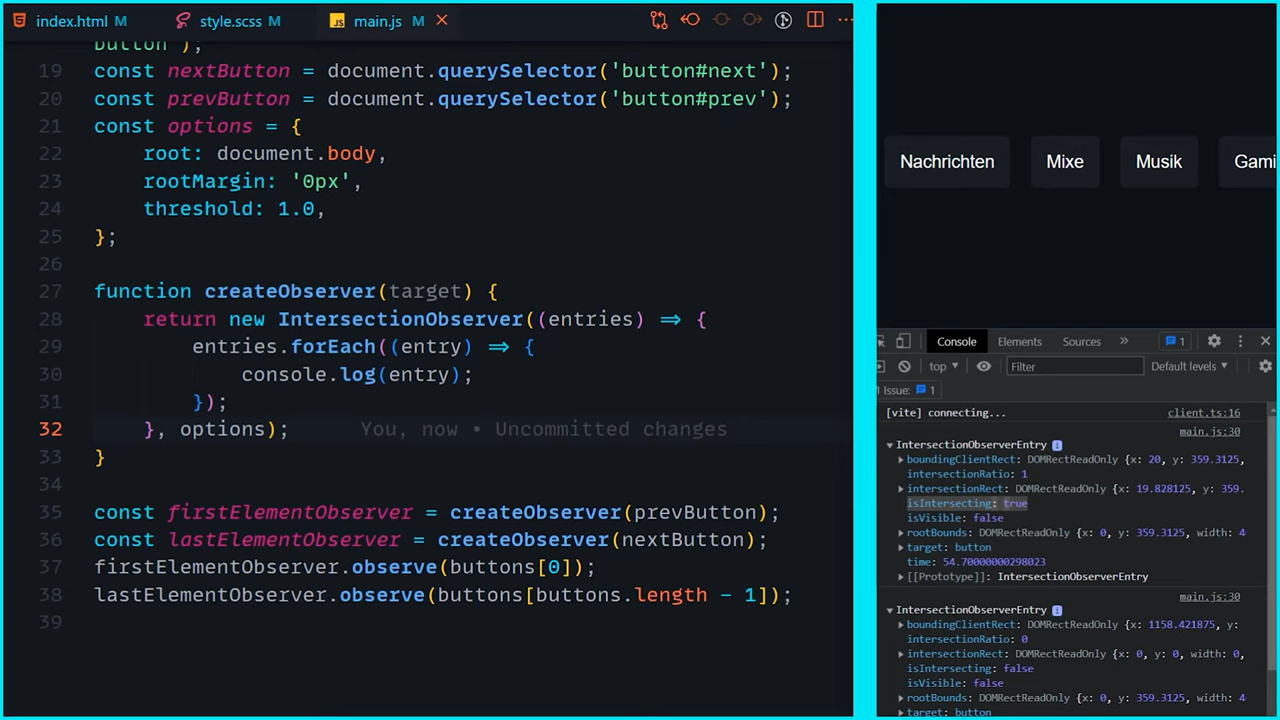 index.html M
style.scss M
JS main.js M
button');
19 const nextButton = document.querySelector('button#next');
20 const prevButton = document.querySelector('button#prev');
21 const options = {
22 root: document.body,
23 rootMargin: '0px',
24 threshold: 1.0,
25 };
26
27 function createObserver(target) {
28 return new IntersectionObserver((entries) => {
29 entries.forEach((entry) => {
30 console.log(entry);
31 });
32 }, options); You, now • Uncommitted changes
33 }
34
35 const firstElementObserver = createObserver(prevButton);
36 const lastElementObserver = createObserver(nextButton);
37 firstElementObserver.observe(buttons[0]);
38 lastElementObserver.observe(buttons[buttons.length - 1]);
39
Nachrichten Mixe Musik Gami
Console Elements Sources » 1
top Filter Default levels
1 Issue: 1
[vite] connecting... client.ts:16
main.js:30
IntersectionObserverEntry
boundingClientRect: DOMRectReadOnly {x: 20, y: 359.3125,
intersectionRatio: 1
intersectionRect: DOMRectReadOnly {x: 19.828125, y: 359.
isIntersecting: true
isVisible: false
rootBounds: DOMRectReadOnly {x: 0, y: 359.3125, width: 4
target: button
time: 54.70000000298023
[[Prototype]]: IntersectionObserverEntry
main.js:30
IntersectionObserverEntry
boundingClientRect: DOMRectReadOnly {x: 1158.421875, y:
intersectionRatio: 0
intersectionRect: DOMRectReadOnly {x: 0, y: 0, width: 0,
isIntersecting: false
isVisible: false
rootBounds: DOMRectReadOnly {x: 0, y: 359.3125, width: 4
target: button